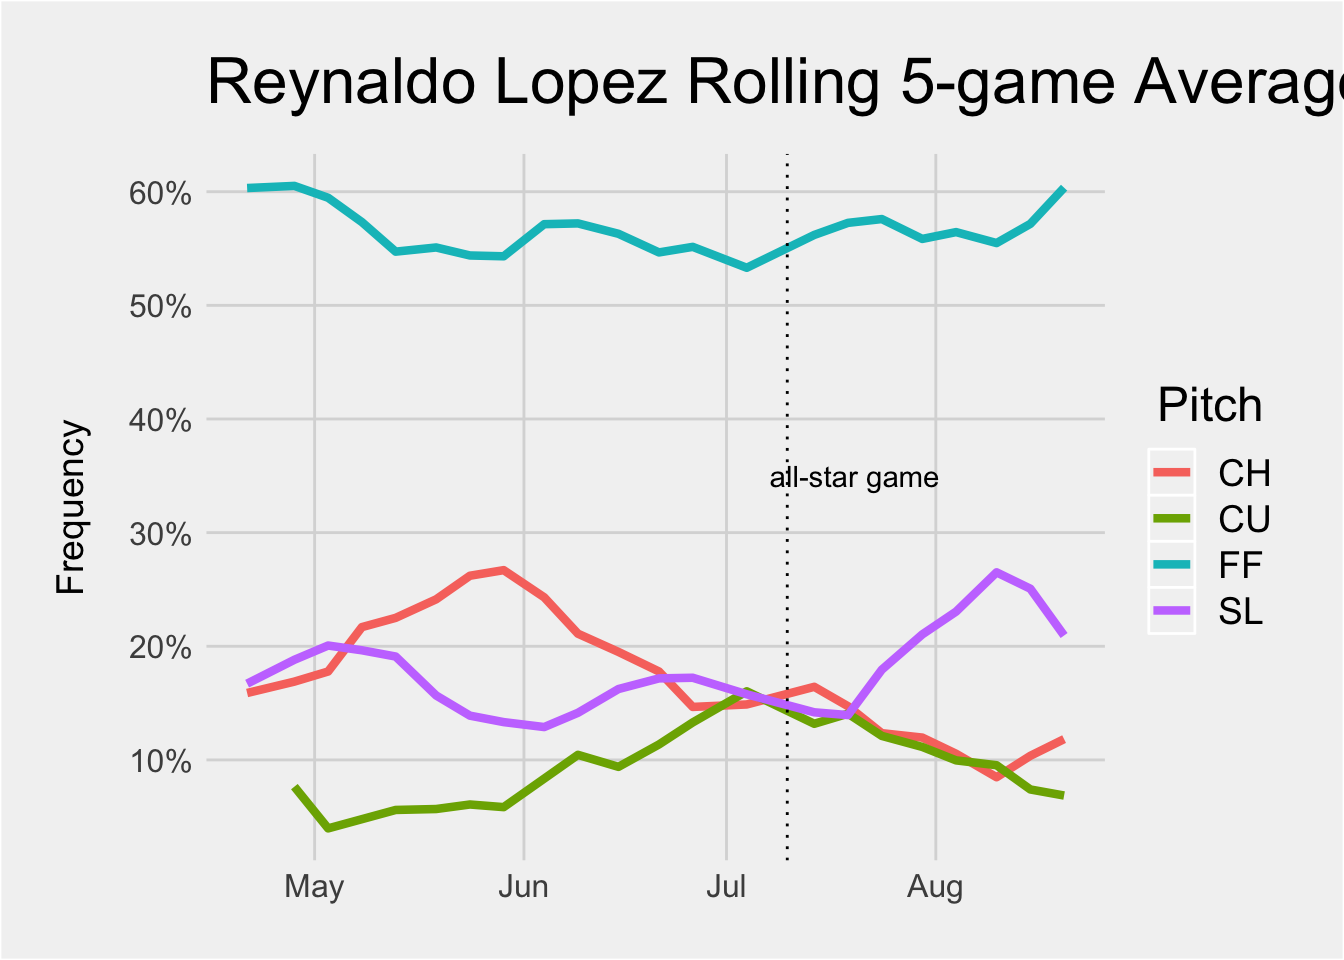 Reynaldo Lopez Rolling 5-game Average
60%
50%
40%
30%
20%
10%
Frequency
all-star game
May Jun Jul Aug
Pitch
CH
CU
FF
SL